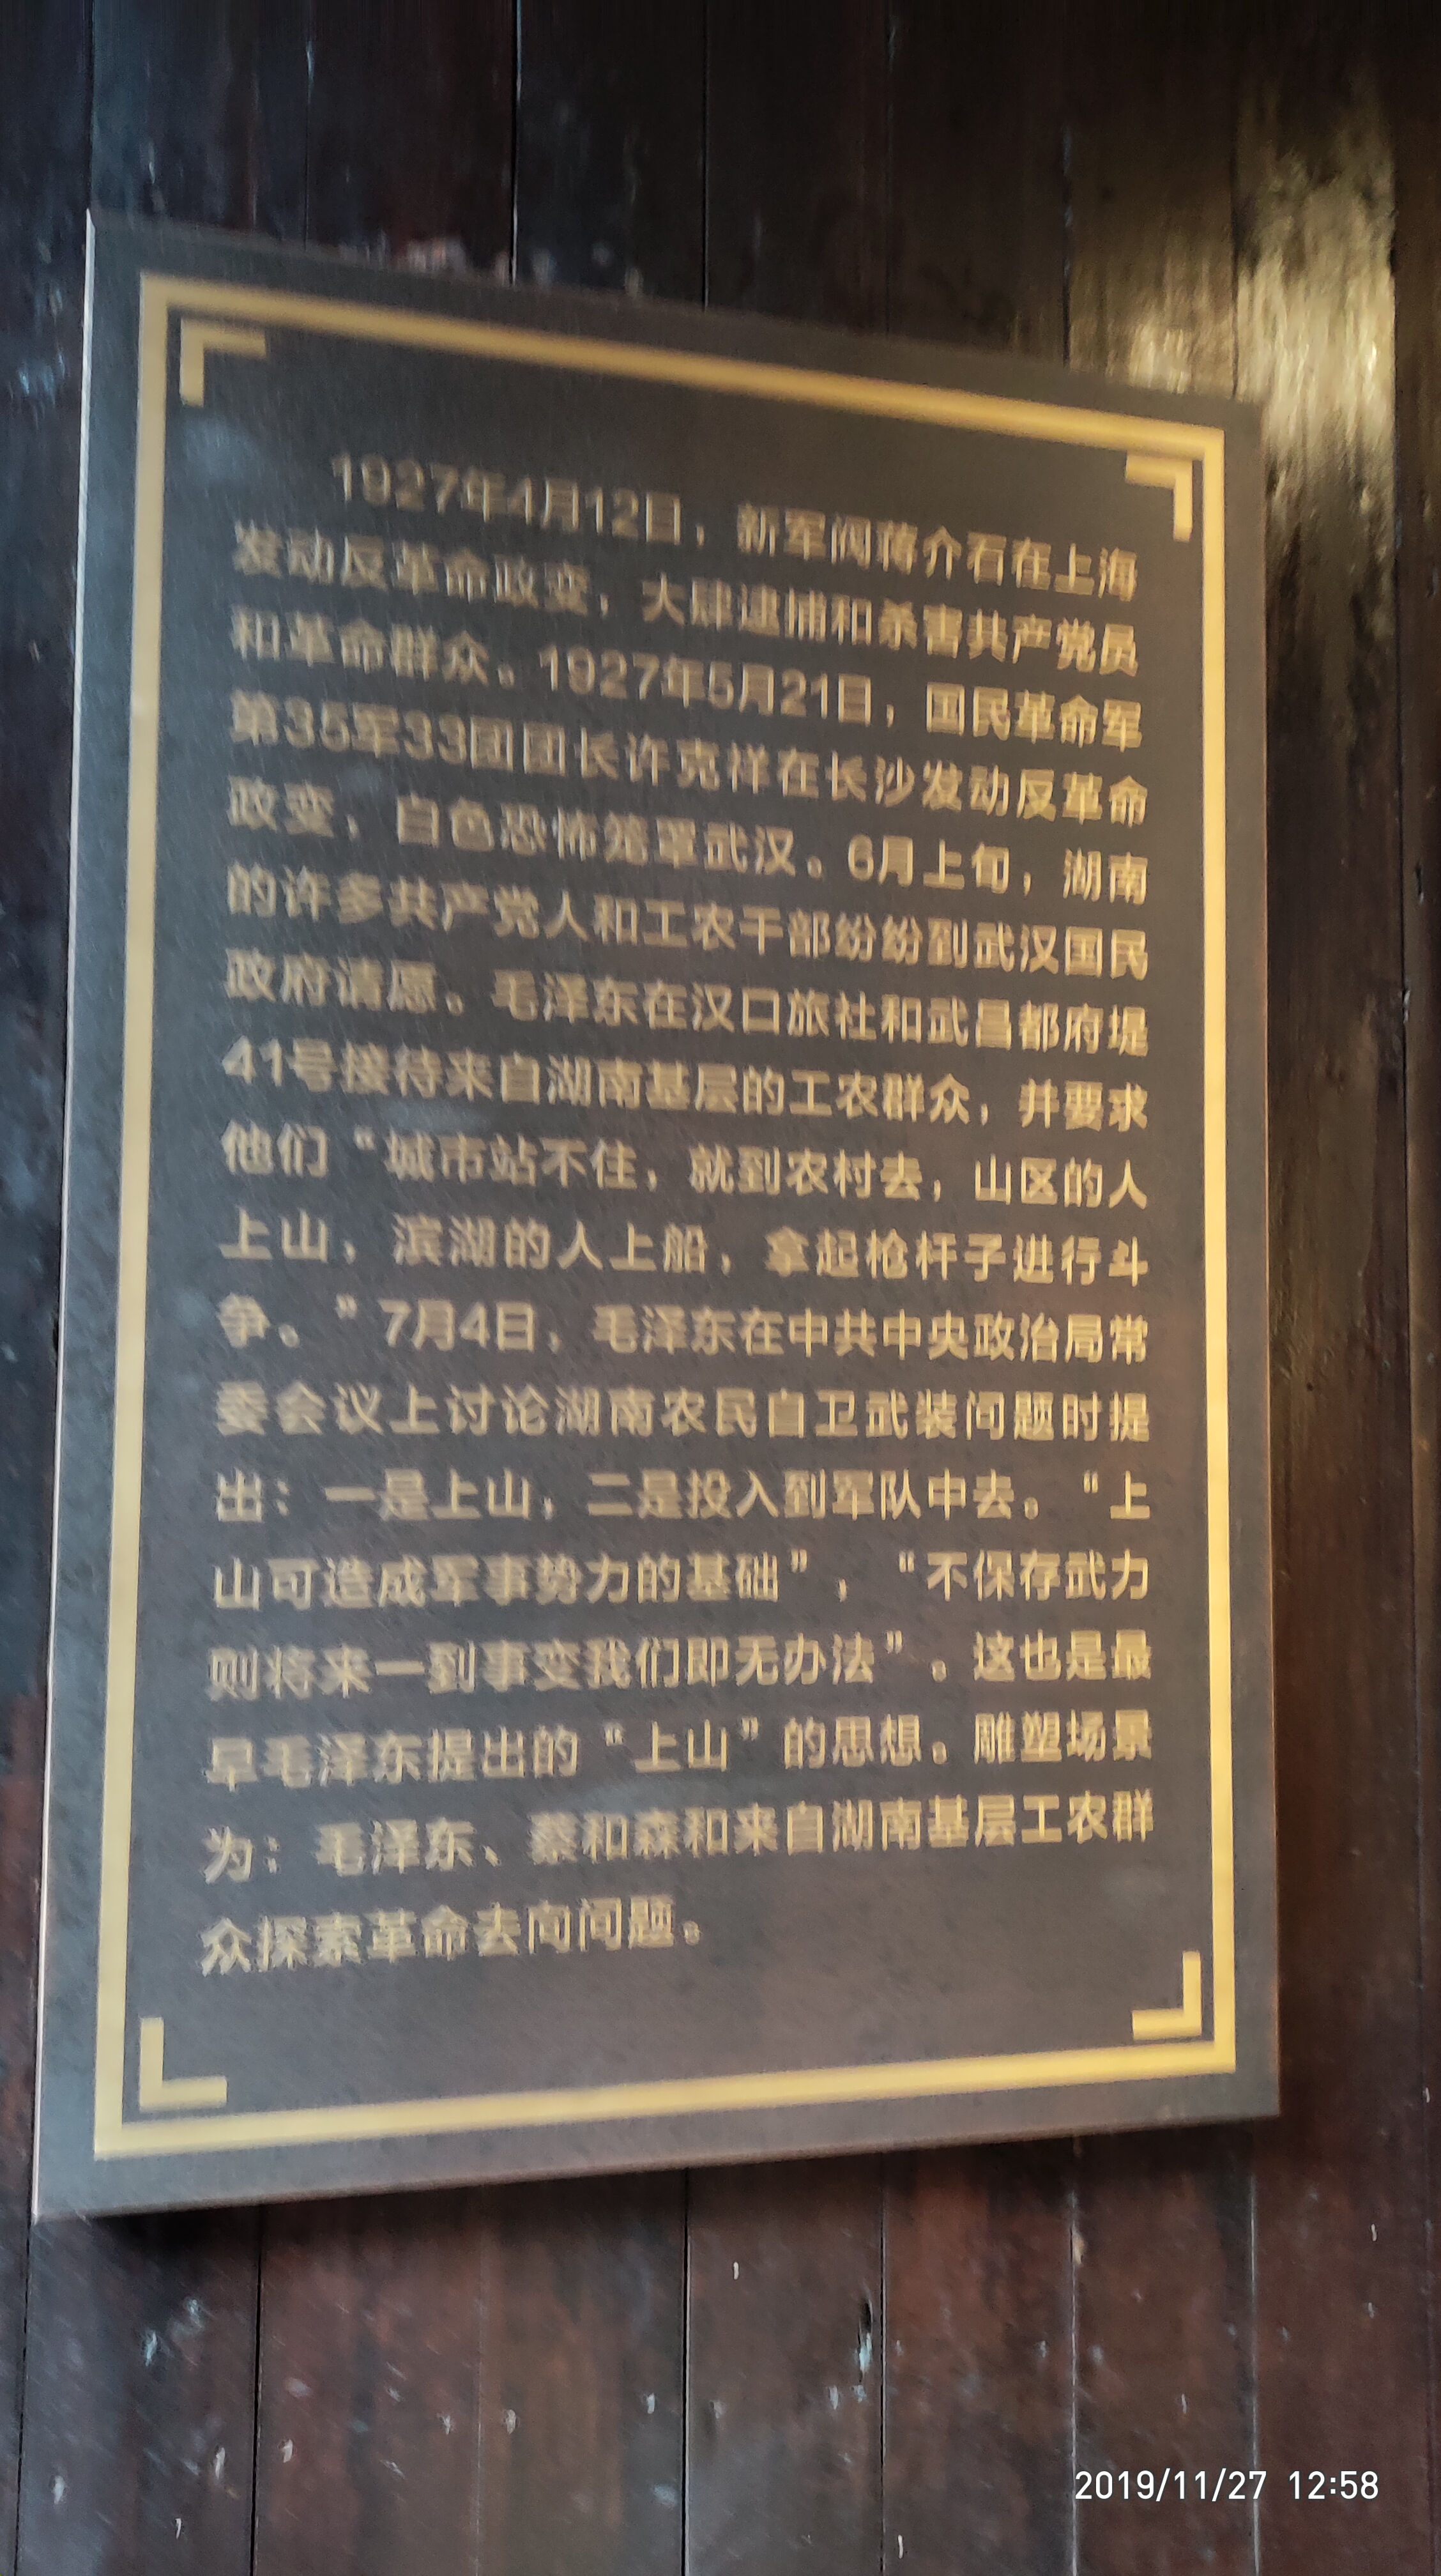 1927年4月12日，新军阀蒋介石在上海
发动反革命政变，大肆逮捕和杀害共产党员
和革命群众。1927年5月21日，国民革命军
第35军33团团长许克祥在长沙发动反革命
政变，白色恐怖笼罩武汉。6月上旬，湖南
的许多共产党人和工农干部纷纷到武汉国民
政府请愿。毛泽东在汉口旅社和武昌都府堤
41号接待来自湖南基层的工农群众，并要求
他们“城市站不住，就到农村去，山区的人
上山，滨湖的人上船，拿起枪杆子进行斗
争。”7月4日，毛泽东在中共中央政治局常
委会议上讨论湖南农民自卫武装问题时提
出：一是上山，二是投入到军队中去。“上
山可造成军事势力的基础”，“不保存武力
则将来一到事变我们即无办法”。这也是最
早毛泽东提出的“上山”的思想。雕塑场景
为：毛泽东、蔡和森和来自湖南基层工农群
众探索革命去向问题。
2019/11/27 12:58